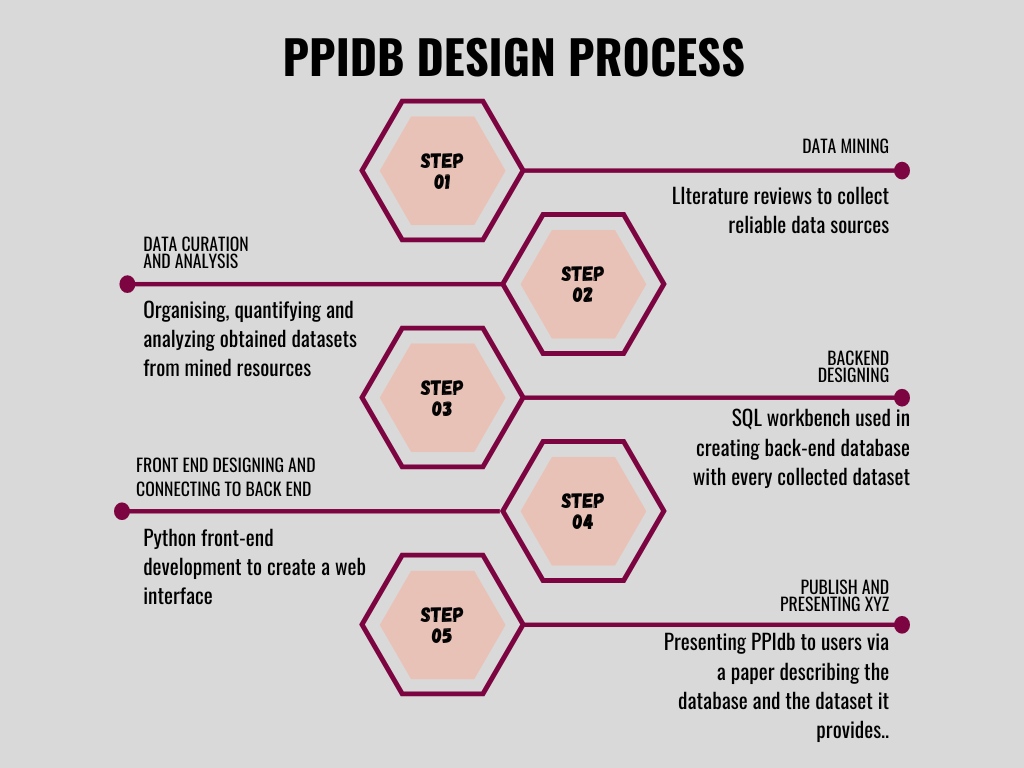 PPIDB DESIGN PROCESS
STEP
01
DATA MINING
LIterature reviews to collect
reliable data sources
STEP
02
DATA CURATION
AND ANALYSIS
Organising, quantifying and
analyzing obtained datasets
from mined resources
STEP
03
BACKEND
DESIGNING
SQL workbench used in
creating back-end database
with every collected dataset
STEP
04
FRONT END DESIGNING AND
CONNECTING TO BACK END
Python front-end
development to create a web
interface
STEP
05
PUBLISH AND
PRESENTING XYZ
Presenting PPIdb to users via
a paper describing the
database and the dataset it
provides..